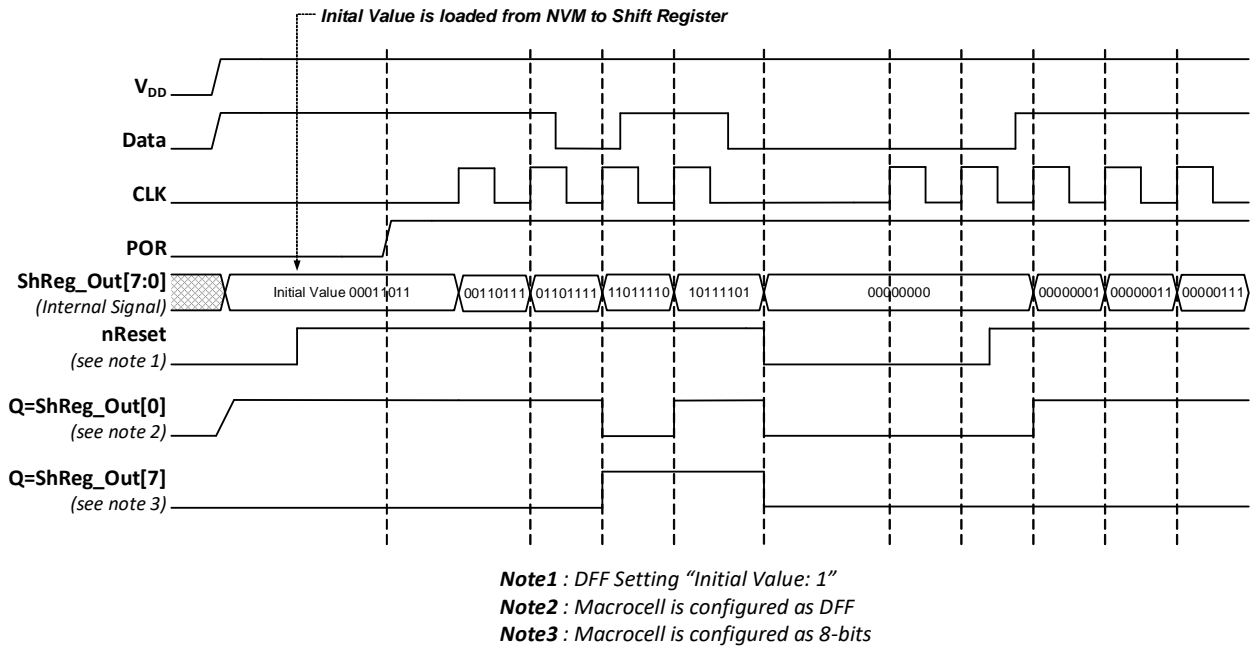 Inital Value is loaded from NVM to Shift Register
VDD
Data
CLK
POR
ShReg_Out[7:0]
(Internal Signal)
Initial Value 00011011 00110111 01101111 11011110 10111101 00000000 00000001 00000011 00000111
nReset
(see note 1)
Q=ShReg_Out[0]
(see note 2)
Q=ShReg_Out[7]
(see note 3)
Note1 : DFF Setting “Initial Value: 1”
Note2 : Macrocell is configured as DFF
Note3 : Macrocell is configured as 8-bits